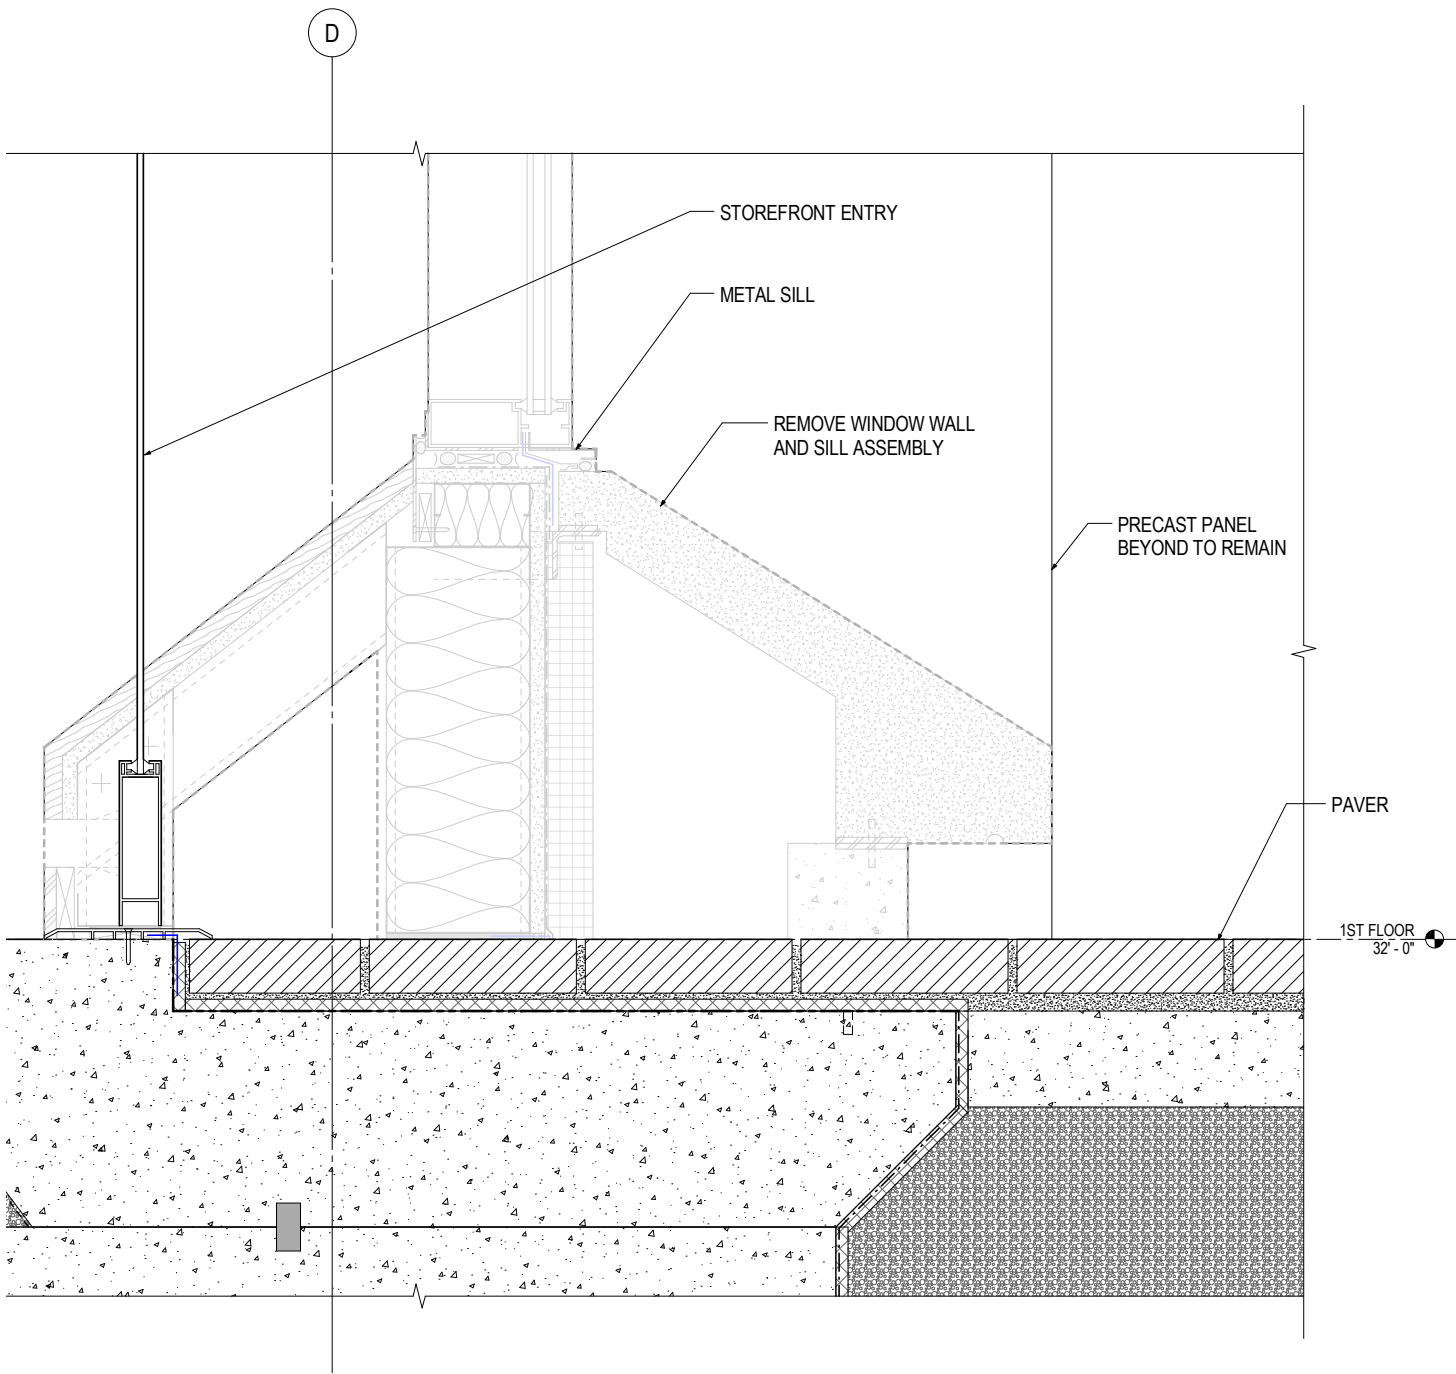 D
STOREFRONT ENTRY
METAL SILL
REMOVE WINDOW WALL
AND SILL ASSEMBLY
PRECAST PANEL
BEYOND TO REMAIN
PAVER
1ST FLOOR
32' - 0"